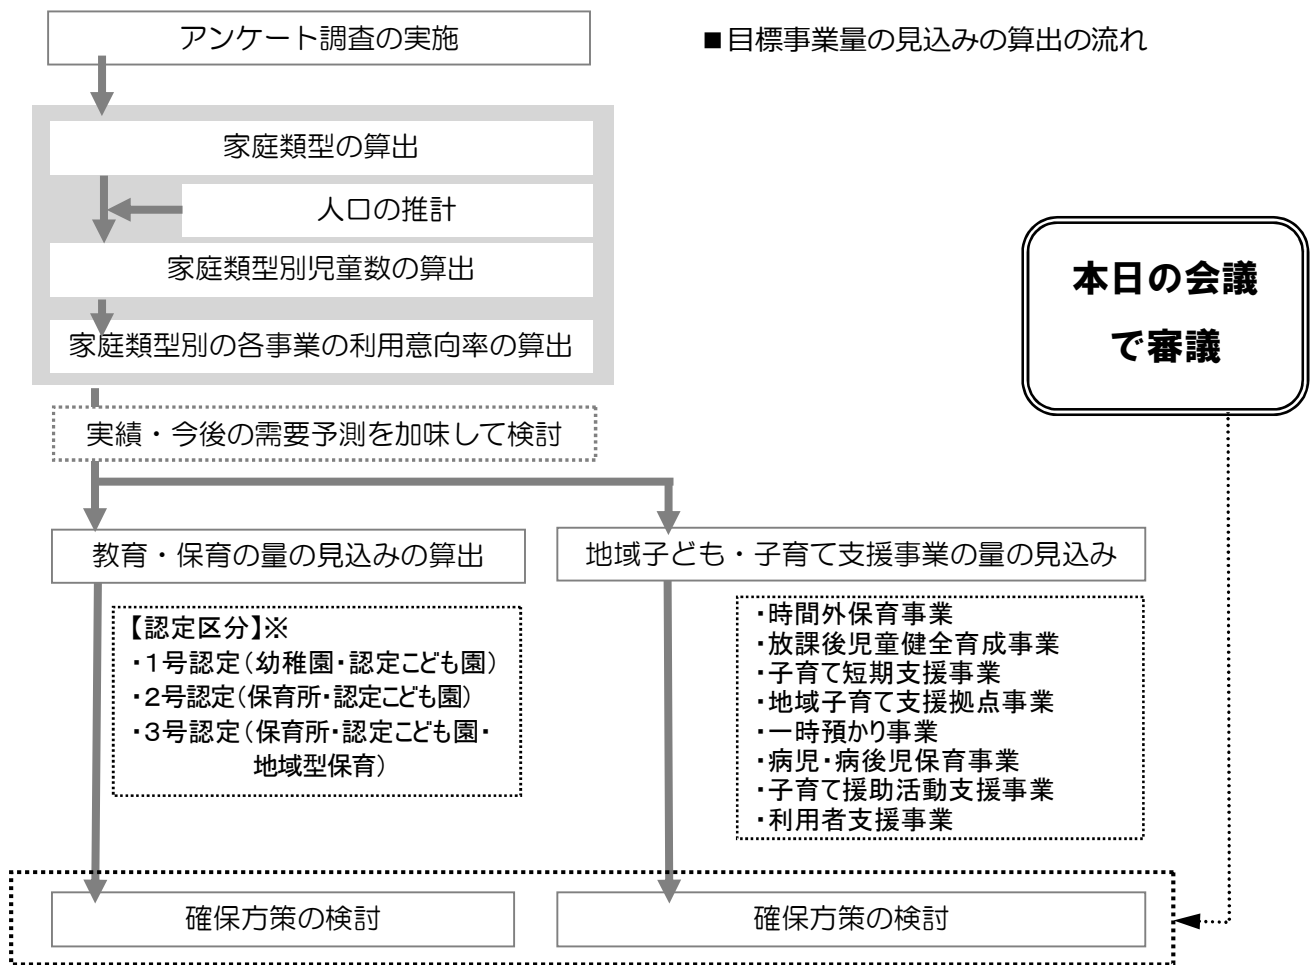 アンケート調査の実施
■目標事業量の見込みの算出の流れ
家庭類型の算出
人口の推計
家庭類型別児童数の算出
家庭類型別の各事業の利用意向率の算出
本日の会議
で審議
実績・今後の需要予測を加味して検討
教育・保育の量の見込みの算出
【認定区分】※
・1号認定（幼稚園・認定こども園）
・2号認定（保育所・認定こども園）
・3号認定（保育所・認定こども園・
地域型保育）
地域子ども・子育て支援事業の量の見込み
・時間外保育事業
・放課後児童健全育成事業
・子育て短期支援事業
・地域子育て支援拠点事業
・一時預かり事業
・病児・病後児保育事業
・子育て援助活動支援事業
・利用者支援事業
確保方策の検討
確保方策の検討